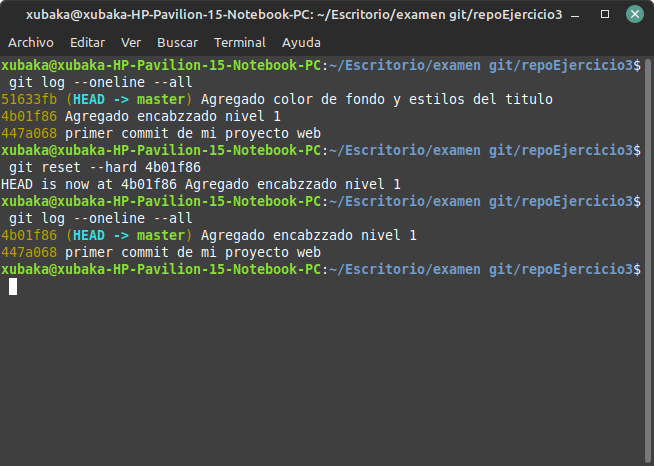 xubaka@xubaka-HP-Pavilion-15-Notebook-PC: ~/Escritorio/examen git/repoEjercicio3
Archivo Editar Ver Buscar Terminal Ayuda
xubaka@xubaka-HP-Pavilion-15-Notebook-PC:~/Escritorio/examen git/repoEjercicio3$
git log --oneline --all
51633fb (HEAD -> master) Agregado color de fondo y estilos del titulo
4b01f86 Agregado encabzzado nivel 1
447a068 primer commit de mi proyecto web
xubaka@xubaka-HP-Pavilion-15-Notebook-PC:~/Escritorio/examen git/repoEjercicio3$
git reset --hard 4b01f86
HEAD is now at 4b01f86 Agregado encabzzado nivel 1
xubaka@xubaka-HP-Pavilion-15-Notebook-PC:~/Escritorio/examen git/repoEjercicio3$
git log --oneline --all
4b01f86 (HEAD -> master) Agregado encabzzado nivel 1
447a068 primer commit de mi proyecto web
xubaka@xubaka-HP-Pavilion-15-Notebook-PC:~/Escritorio/examen git/repoEjercicio3$